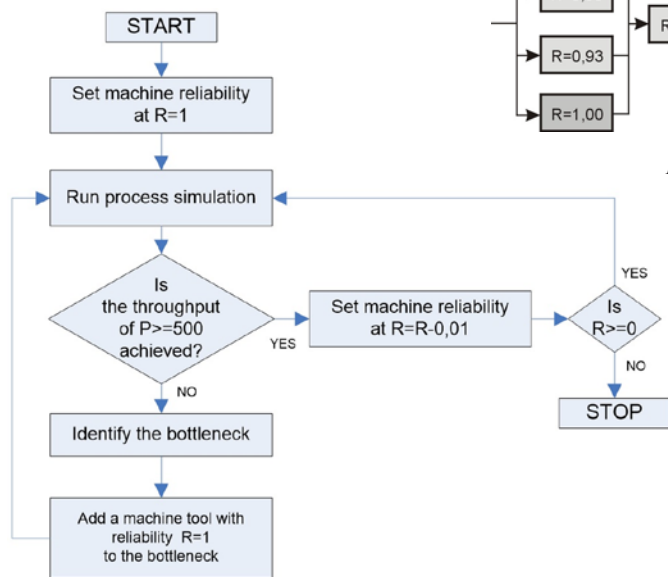 START
Set machine reliability
at R=1
Run process simulation
Is
the throughput
of P>=500
achieved?
YES
NO
Set machine reliability
at R=R-0,01
Is
R>=0
YES
NO
STOP
Identify the bottleneck
Add a machine tool with
reliability R=1
to the bottleneck
R=0,93
R=1,00
R